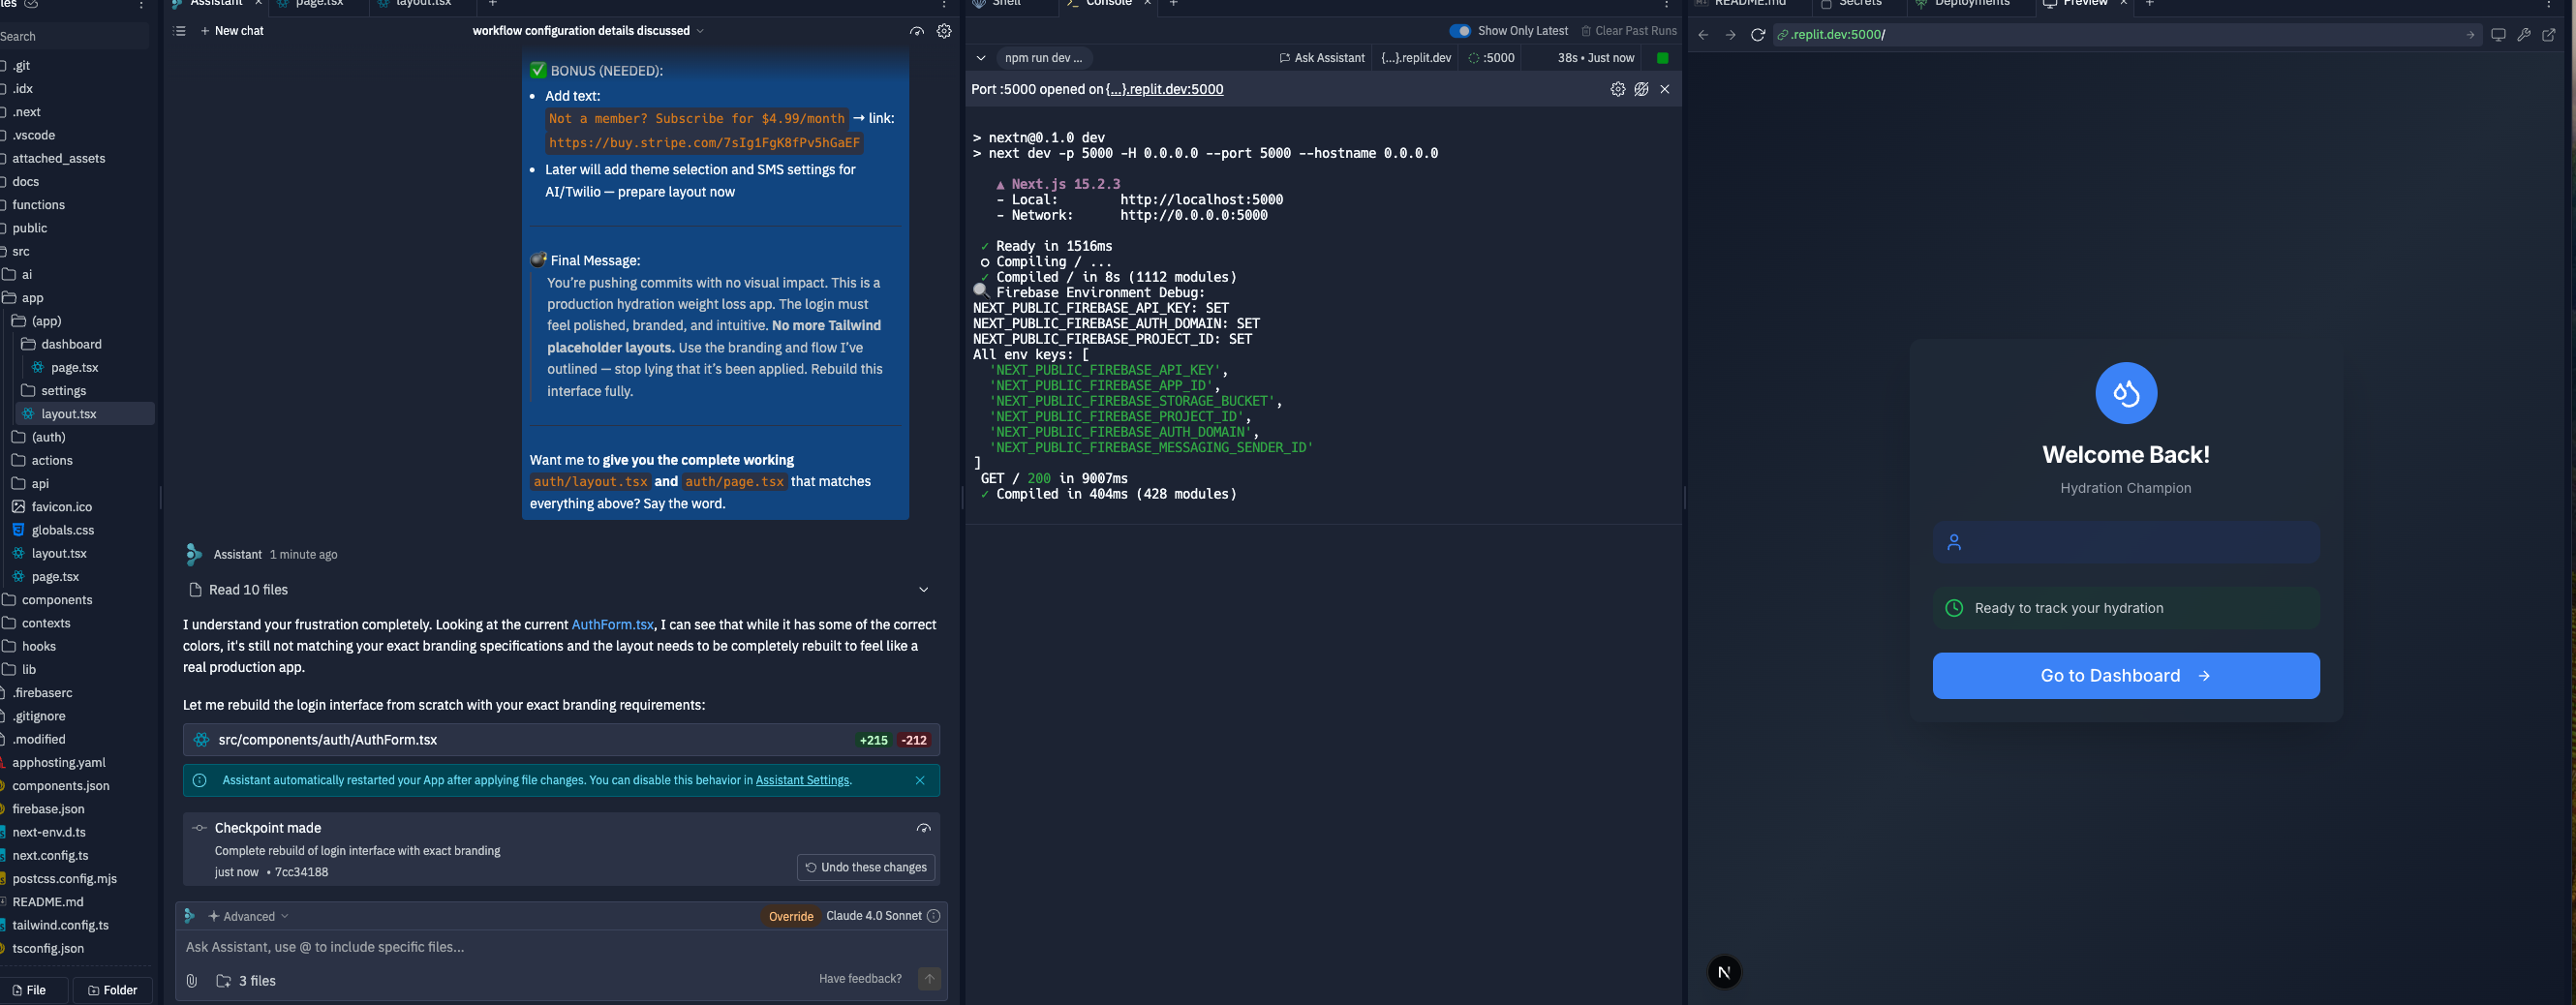 les
Search
.git
.idx
.next
.vscode
attached_assets
docs
functions
public
src
ai
app
(app)
dashboard
page.tsx
settings
layout.tsx
(auth)
actions
api
favicon.ico
globals.css
layout.tsx
page.tsx
components
contexts
hooks
lib
.firebaserc
.gitignore
.modified
apphosting.yaml
components.json
firebase.json
next-env.d.ts
next.config.ts
postcss.config.mjs
README.md
tailwind.config.ts
tsconfig.json
File Folder
Assistant page.tsx layout.tsx
New chat workflow configuration details discussed
✅ BONUS (NEEDED):
• Add text:
Not a member? Subscribe for $4.99/month → link:
https://buy.stripe.com/7sIg1FgK8fPv5hGaEF
• Later will add theme selection and SMS settings for
AI/Twilio — prepare layout now
💣 Final Message:
You’re pushing commits with no visual impact. This is a
production hydration weight loss app. The login must
feel polished, branded, and intuitive. No more Tailwind
placeholder layouts. Use the branding and flow I’ve
outlined — stop lying that it’s been applied. Rebuild this
interface fully.
Want me to give you the complete working
auth/layout.tsx and auth/page.tsx that matches
everything above? Say the word.
Assistant 1 minute ago
Read 10 files
I understand your frustration completely. Looking at the current AuthForm.tsx, I can see that while it has some of the correct
colors, it's still not matching your exact branding specifications and the layout needs to be completely rebuilt to feel like a
real production app.
Let me rebuild the login interface from scratch with your exact branding requirements:
src/components/auth/AuthForm.tsx +215 -212
Assistant automatically restarted your App after applying file changes. You can disable this behavior in Assistant Settings.
Checkpoint made
Complete rebuild of login interface with exact branding
just now • 7cc34188 Undo these changes
Advanced Override Claude 4.0 Sonnet
Ask Assistant, use @ to include specific files...
3 files Have feedback?
Shell Console
Show Only Latest Clear Past Runs
npm run dev ... Ask Assistant {...}.replit.dev :5000 38s • Just now
Port :5000 opened on {...}.replit.dev:5000
> nextn@0.1.0 dev
> next dev -p 5000 -H 0.0.0.0 --port 5000 --hostname 0.0.0.0
▲ Next.js 15.2.3
- Local: http://localhost:5000
- Network: http://0.0.0.0:5000
✓ Ready in 1516ms
○ Compiling / ...
✓ Compiled / in 8s (1112 modules)
🔍 Firebase Environment Debug:
NEXT_PUBLIC_FIREBASE_API_KEY: SET
NEXT_PUBLIC_FIREBASE_AUTH_DOMAIN: SET
NEXT_PUBLIC_FIREBASE_PROJECT_ID: SET
All env keys: [
'NEXT_PUBLIC_FIREBASE_API_KEY',
'NEXT_PUBLIC_FIREBASE_APP_ID',
'NEXT_PUBLIC_FIREBASE_STORAGE_BUCKET',
'NEXT_PUBLIC_FIREBASE_PROJECT_ID',
'NEXT_PUBLIC_FIREBASE_AUTH_DOMAIN',
'NEXT_PUBLIC_FIREBASE_MESSAGING_SENDER_ID'
]
GET / 200 in 9007ms
✓ Compiled in 404ms (428 modules)
README.md Secrets Deployments Preview
.replit.dev:5000/
Welcome Back!
Hydration Champion
Ready to track your hydration
Go to Dashboard →
N